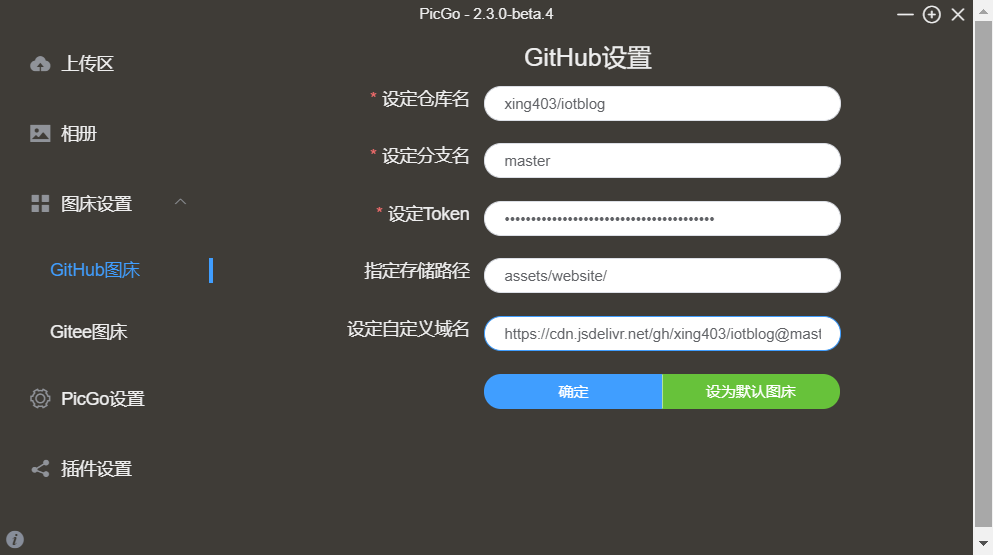 PicGo - 2.3.0-beta.4
上传区
相册
图床设置
GitHub图床
Gitee图床
PicGo设置
插件设置
GitHub设置
* 设定仓库名
xing403/iotblog
* 设定分支名
master
* 设定Token
••••••••••••••••••••••••••••••••••••••••
指定存储路径
assets/website/
设定自定义域名
https://cdn.jsdelivr.net/gh/xing403/iotblog@mast
确定
设为默认图床